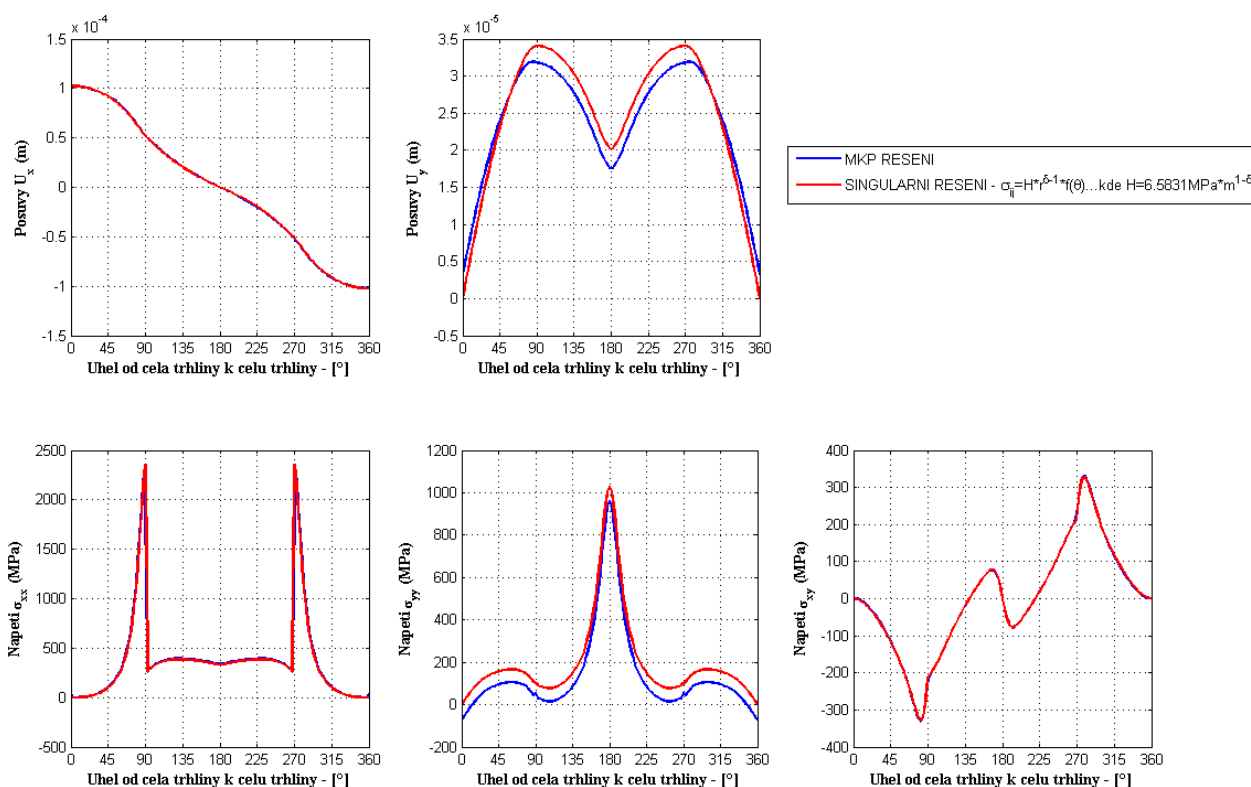 x 10⁻⁴
1.5
1
0.5
0
-0.5
-1
-1.5
0 45 90 135 180 225 270 315 360
Posuvy U_x (m)
Uhel od cela trhliny k celu trhliny - [°]
x 10⁻⁵
3.5
3
2.5
2
1.5
1
0.5
0
-0.5
0 45 90 135 180 225 270 315 360
Posuvy U_y (m)
Uhel od cela trhliny k celu trhliny - [°]
MKP RESENI
SINGULARNI RESENI - σ_ij=H*r^δ-1*f(θ)...kde H=6.5831MPa*m^1-δ
2500
2000
1500
1000
500
0
-500
0 45 90 135 180 225 270 315 360
Napeti σ_xx (MPa)
Uhel od cela trhliny k celu trhliny - [°]
1200
1000
800
600
400
200
0
-200
0 45 90 135 180 225 270 315 360
Napeti σ_yy (MPa)
Uhel od cela trhliny k celu trhliny - [°]
400
300
200
100
0
-100
-200
-300
-400
0 45 90 135 180 225 270 315 360
Napeti σ_xy (MPa)
Uhel od cela trhliny k celu trhliny - [°]